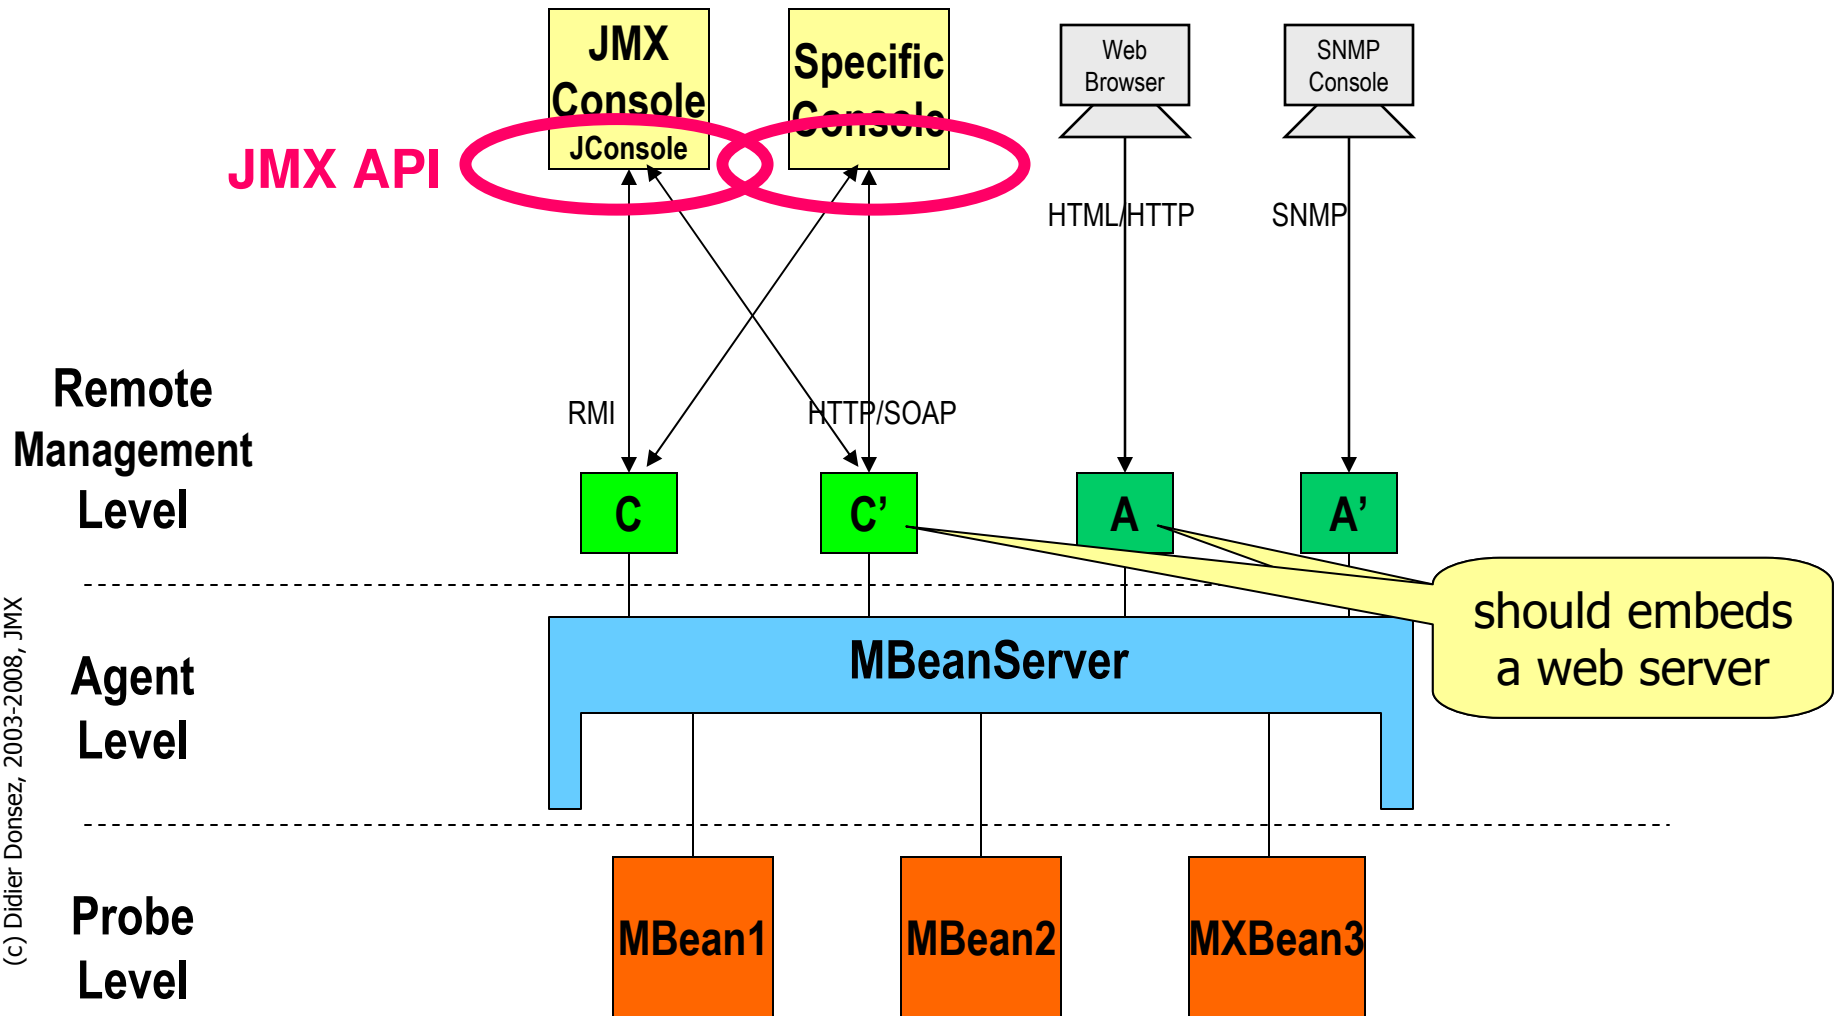 JMX
Console
JConsole
Specific
Console
Web
Browser
SNMP
Console
JMX API
HTML/HTTP
SNMP
Remote
Management
Level
RMI
HTTP/SOAP
C
C’
A
A’
should embeds
a web server
Agent
Level
MBeanServer
Probe
Level
MBean1
MBean2
MXBean3
(c) Didier Donsez, 2003-2008, JMX